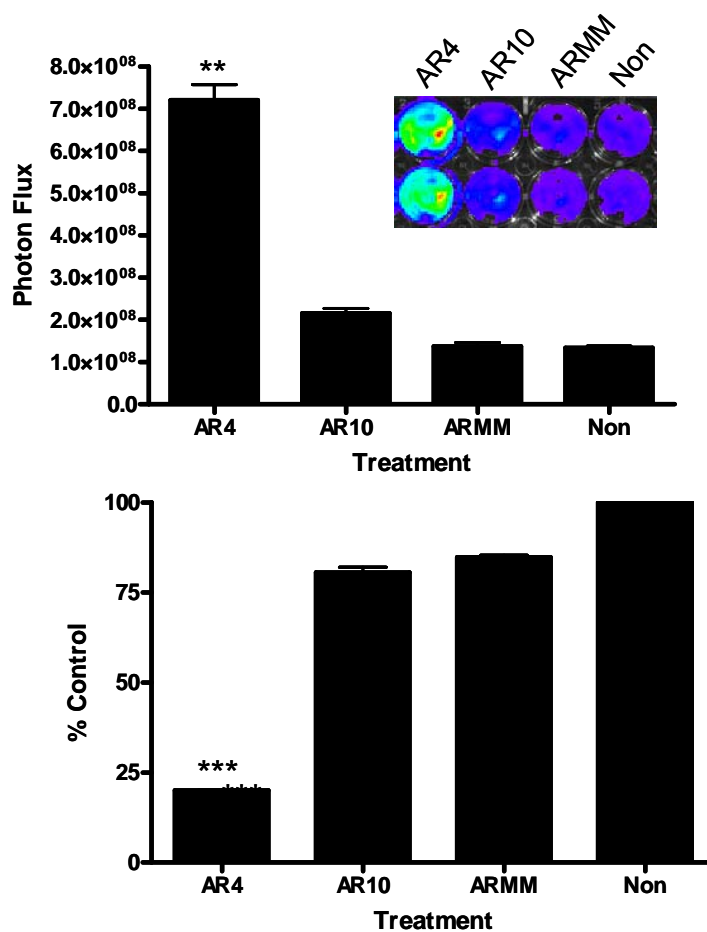 AR4 AR10 ARMM Non
**
8.0×10⁰⁸
7.0×10⁰⁸
6.0×10⁰⁸
5.0×10⁰⁸
4.0×10⁰⁸
3.0×10⁰⁸
2.0×10⁰⁸
1.0×10⁰⁸
0.0
Photon Flux
AR4 AR10 ARMM Non
Treatment
100
75
50
25
0
% Control
***
AR4 AR10 ARMM Non
Treatment